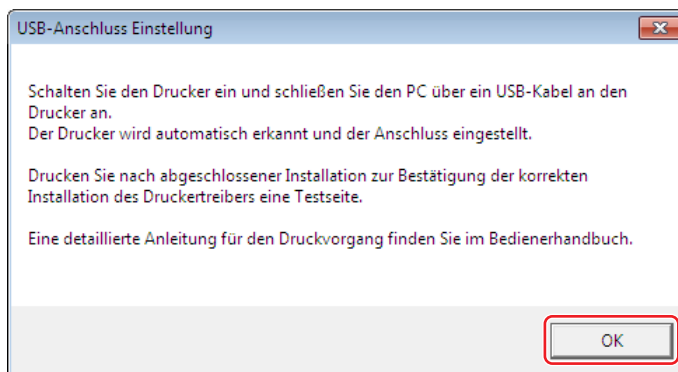 USB-Anschluss Einstellung
Schalten Sie den Drucker ein und schließen Sie den PC über ein USB-Kabel an den
Drucker an.
Der Drucker wird automatisch erkannt und der Anschluss eingestellt.
Drucken Sie nach abgeschlossener Installation zur Bestätigung der korrekten
Installation des Druckertreibers eine Testseite.
Eine detaillierte Anleitung für den Druckvorgang finden Sie im Bedienerhandbuch.
OK